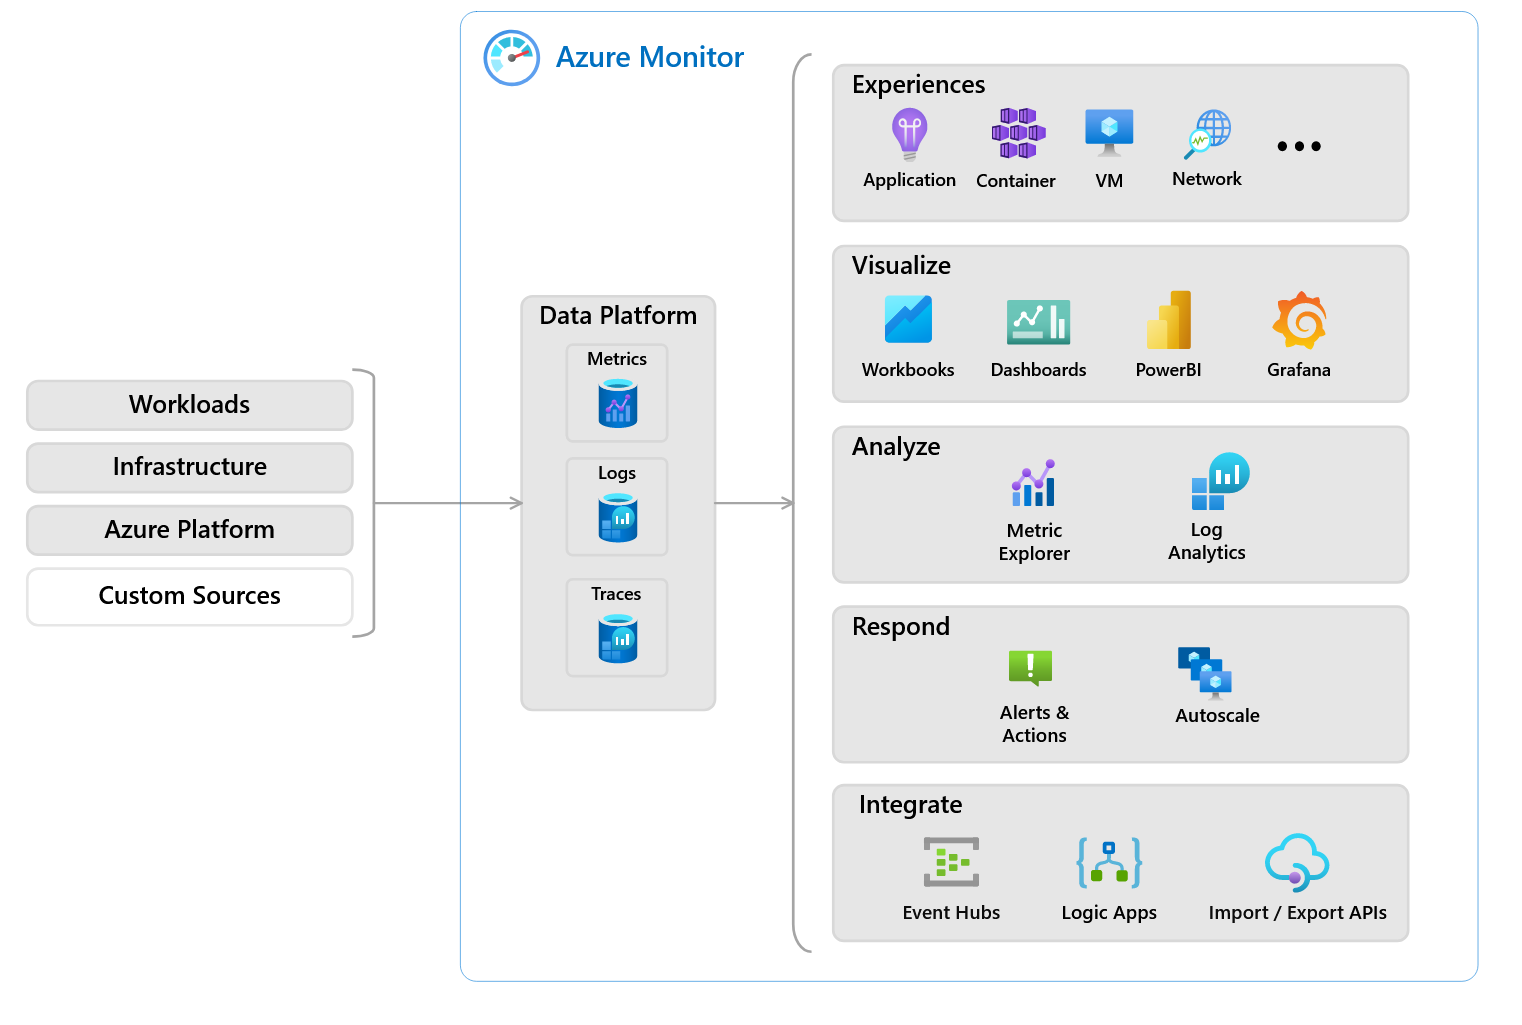 Azure Monitor
Workloads
Infrastructure
Azure Platform
Custom Sources
Data Platform
Metrics
Logs
Traces
Experiences
Application
Container
VM
Network
Visualize
Workbooks
Dashboards
PowerBI
Grafana
Analyze
Metric
Explorer
Log
Analytics
Respond
Alerts &
Actions
Autoscale
Integrate
Event Hubs
Logic Apps
Import / Export APIs